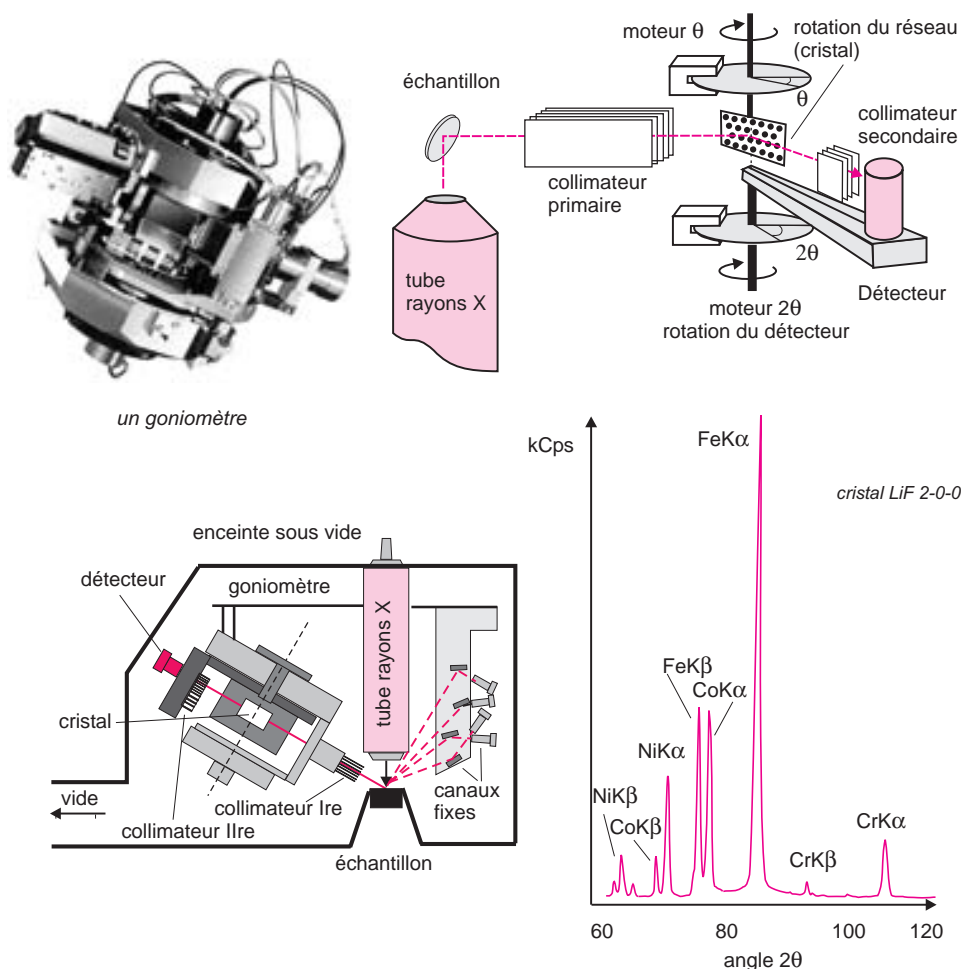 moteur θ
rotation du réseau
(cristal)
échantillon
θ
collimateur
secondaire
collimateur
primaire
2θ
tube
rayons X
Détecteur
moteur 2θ
rotation du détecteur
un goniomètre
kCps
FeKα
cristal LiF 2-0-0
enceinte sous vide
détecteur
goniomètre
tube rayons X
FeKβ
CoKα
cristal
NiKα
NiKβ
vide
collimateur Ire
canaux
fixes
collimateur IIre
CoKβ
CrKα
CrKβ
échantillon
60
80
100
120
angle 2θ